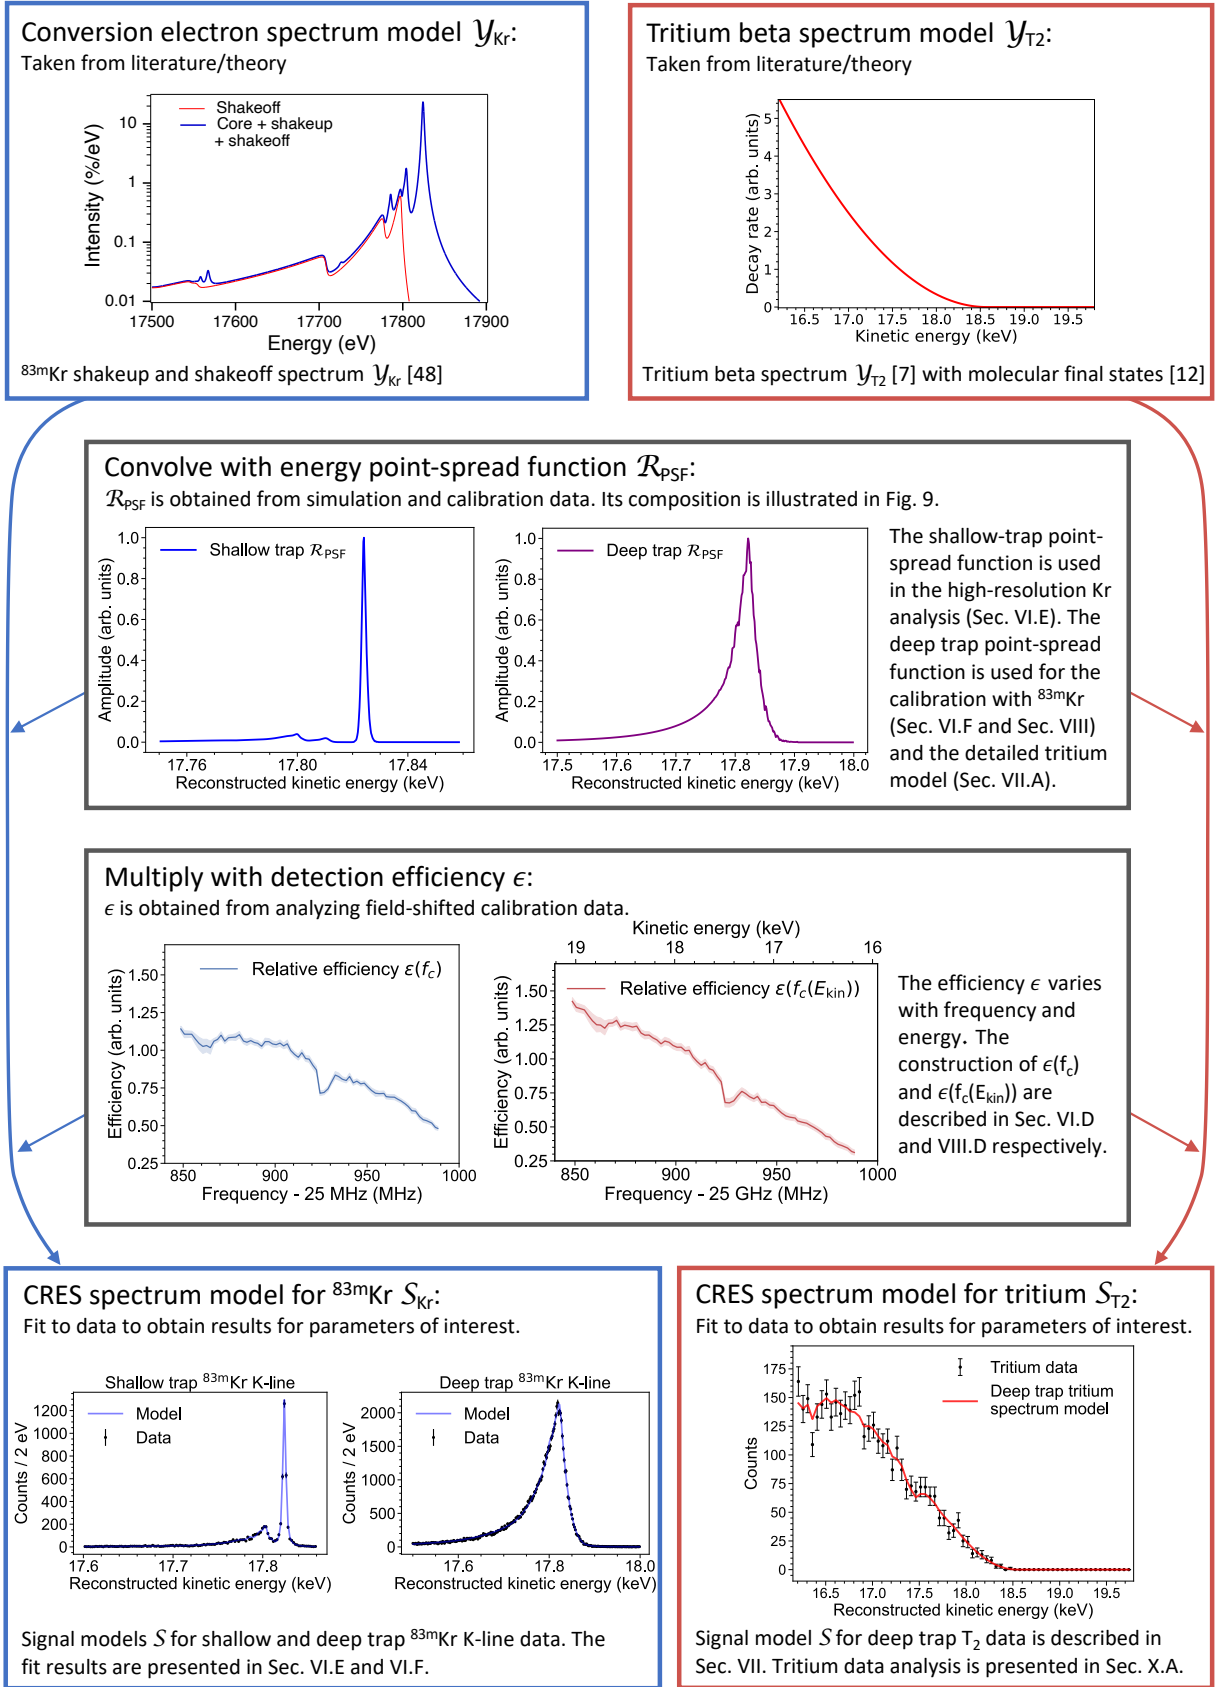 Conversion electron spectrum model 𝒴Kr:
Taken from literature/theory
Shakeoff
Core + shakeup
+ shakeoff
Intensity (%/eV)
10
1
0.1
0.01
17500 17600 17700 17800 17900
Energy (eV)
83mKr shakeup and shakeoff spectrum 𝒴Kr [48]
Tritium beta spectrum model 𝒴T2:
Taken from literature/theory
Decay rate (arb. units)
5
4
3
2
1
0
16.5 17.0 17.5 18.0 18.5 19.0 19.5
Kinetic energy (keV)
Tritium beta spectrum 𝒴T2 [7] with molecular final states [12]
Convolve with energy point-spread function ℛPSF:
ℛPSF is obtained from simulation and calibration data. Its composition is illustrated in Fig. 9.
Shallow trap ℛPSF
Amplitude (arb. units)
1.0
0.8
0.6
0.4
0.2
0.0
17.76 17.80 17.84
Reconstructed kinetic energy (keV)
Deep trap ℛPSF
Amplitude (arb. units)
1.0
0.8
0.6
0.4
0.2
0.0
17.5 17.6 17.7 17.8 17.9 18.0
Reconstructed kinetic energy (keV)
The shallow-trap point-
spread function is used
in the high-resolution Kr
analysis (Sec. VI.E). The
deep trap point-spread
function is used for the
calibration with 83mKr
(Sec. VI.F and Sec. VIII)
and the detailed tritium
model (Sec. VII.A).
Multiply with detection efficiency ϵ:
ϵ is obtained from analyzing field-shifted calibration data.
Relative efficiency ε(fc)
Efficiency (arb. units)
1.50
1.25
1.00
0.75
0.50
0.25
850 900 950 1000
Frequency - 25 MHz (MHz)
Kinetic energy (keV)
19 18 17 16
Relative efficiency ε(fc(Ekin))
Efficiency (arb. units)
1.50
1.25
1.00
0.75
0.50
0.25
850 900 950 1000
Frequency - 25 GHz (MHz)
The efficiency ϵ varies
with frequency and
energy. The
construction of ϵ(fc)
and ϵ(fc(Ekin)) are
described in Sec. VI.D
and VIII.D respectively.
CRES spectrum model for 83mKr 𝒮Kr:
Fit to data to obtain results for parameters of interest.
Shallow trap 83mKr K-line
Model
Data
Counts / 2 eV
1200
1000
800
600
400
200
0
17.6 17.7 17.8
Reconstructed kinetic energy (keV)
Deep trap 83mKr K-line
Model
Data
Counts / 2 eV
2000
1500
1000
500
0
17.6 17.8 18.0
Reconstructed kinetic energy (keV)
Signal models 𝒮 for shallow and deep trap 83mKr K-line data. The
fit results are presented in Sec. VI.E and VI.F.
CRES spectrum model for tritium 𝒮T2:
Fit to data to obtain results for parameters of interest.
Tritium data
Deep trap tritium
spectrum model
Counts
175
150
125
100
75
50
25
0
16.5 17.0 17.5 18.0 18.5 19.0 19.5
Reconstructed kinetic energy (keV)
Signal model 𝒮 for deep trap T2 data is described in
Sec. VII. Tritium data analysis is presented in Sec. X.A.